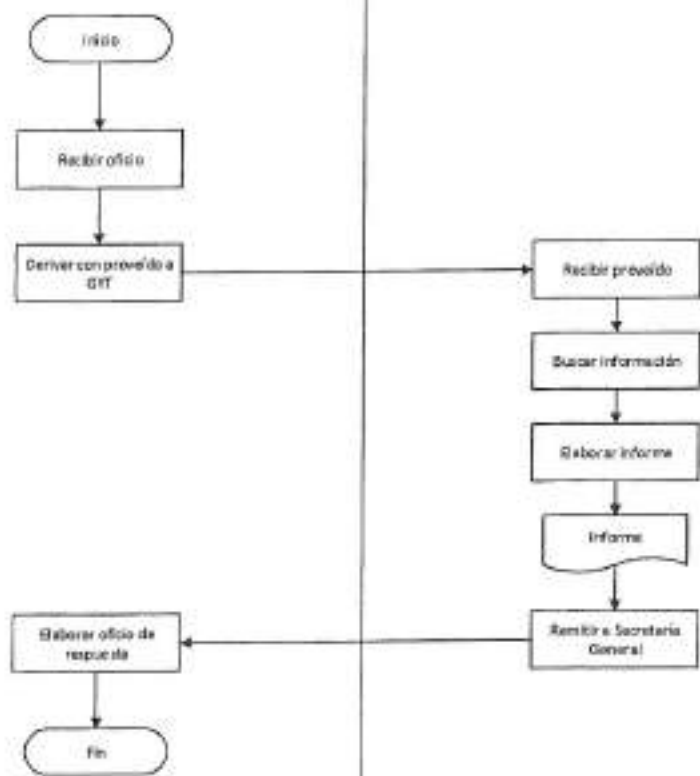 Inicio
Recibir oficio
Derivar con proveído a
GYT
Recibir proveído
Buscar información
Elaborar informe
Informe
Remitir a Secretaría
General
Elaborar oficio de
respuesta
Fin